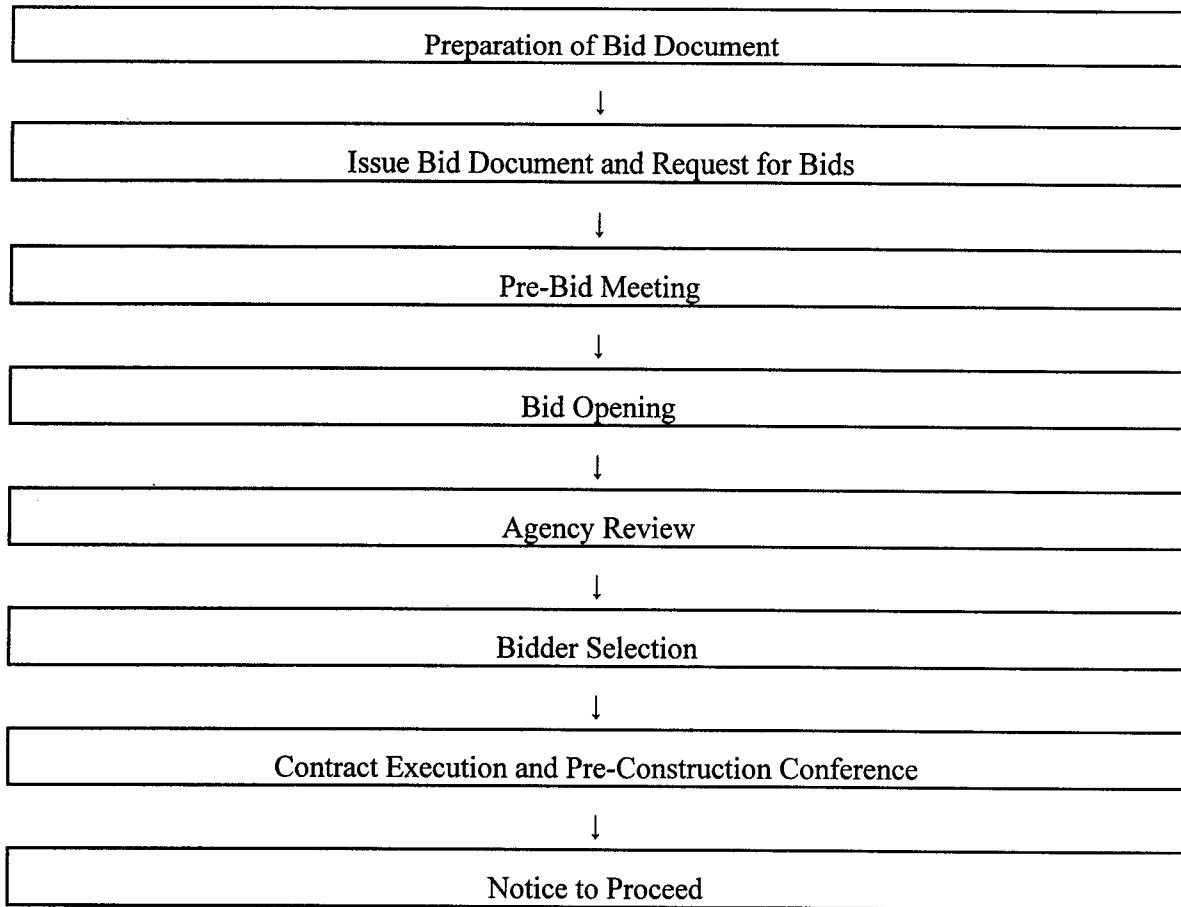 Preparation of Bid Document
↓
Issue Bid Document and Request for Bids
↓
Pre-Bid Meeting
↓
Bid Opening
↓
Agency Review
↓
Bidder Selection
↓
Contract Execution and Pre-Construction Conference
↓
Notice to Proceed